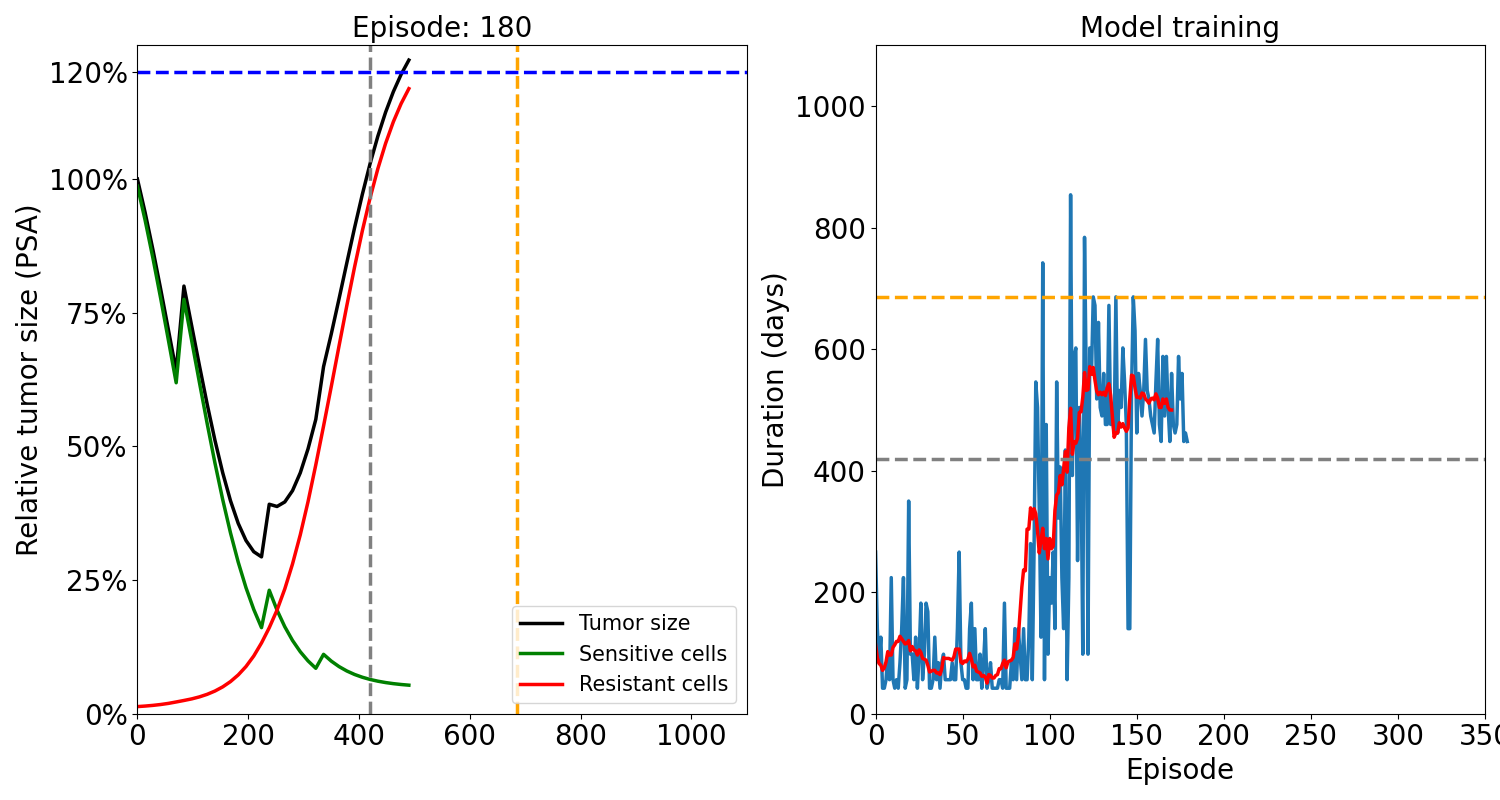 Episode: 180
Relative tumor size (PSA)
120%
100%
75%
50%
25%
0%
0 200 400 600 800 1000
Tumor size
Sensitive cells
Resistant cells
Model training
Duration (days)
1000
800
600
400
200
0
0 50 100 150 200 250 300 350
Episode